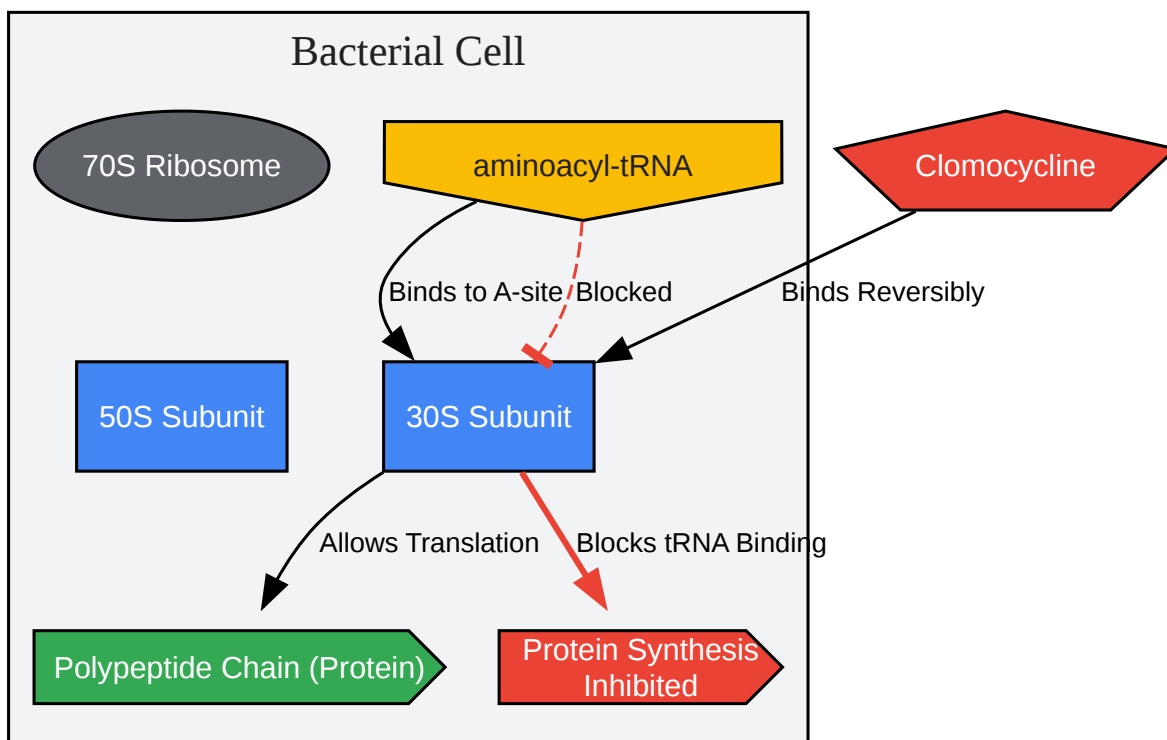 Bacterial Cell
70S Ribosome
aminoacyl-tRNA
Clomocycline
Binds to A-site
Blocked
Binds Reversibly
50S Subunit
30S Subunit
Allows Translation
Blocks tRNA Binding
Polypeptide Chain (Protein)
Protein Synthesis
Inhibited